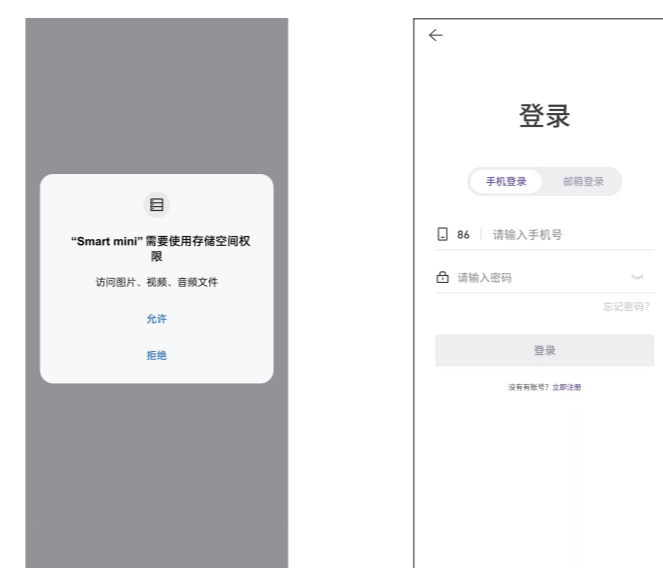 “Smart mini”需要使用存储空间权
限
访问图片、视频、音频文件
允许
拒绝
登录
手机登录 邮箱登录
86 请输入手机号
请输入密码
忘记密码?
登录
没有有账号？立即注册